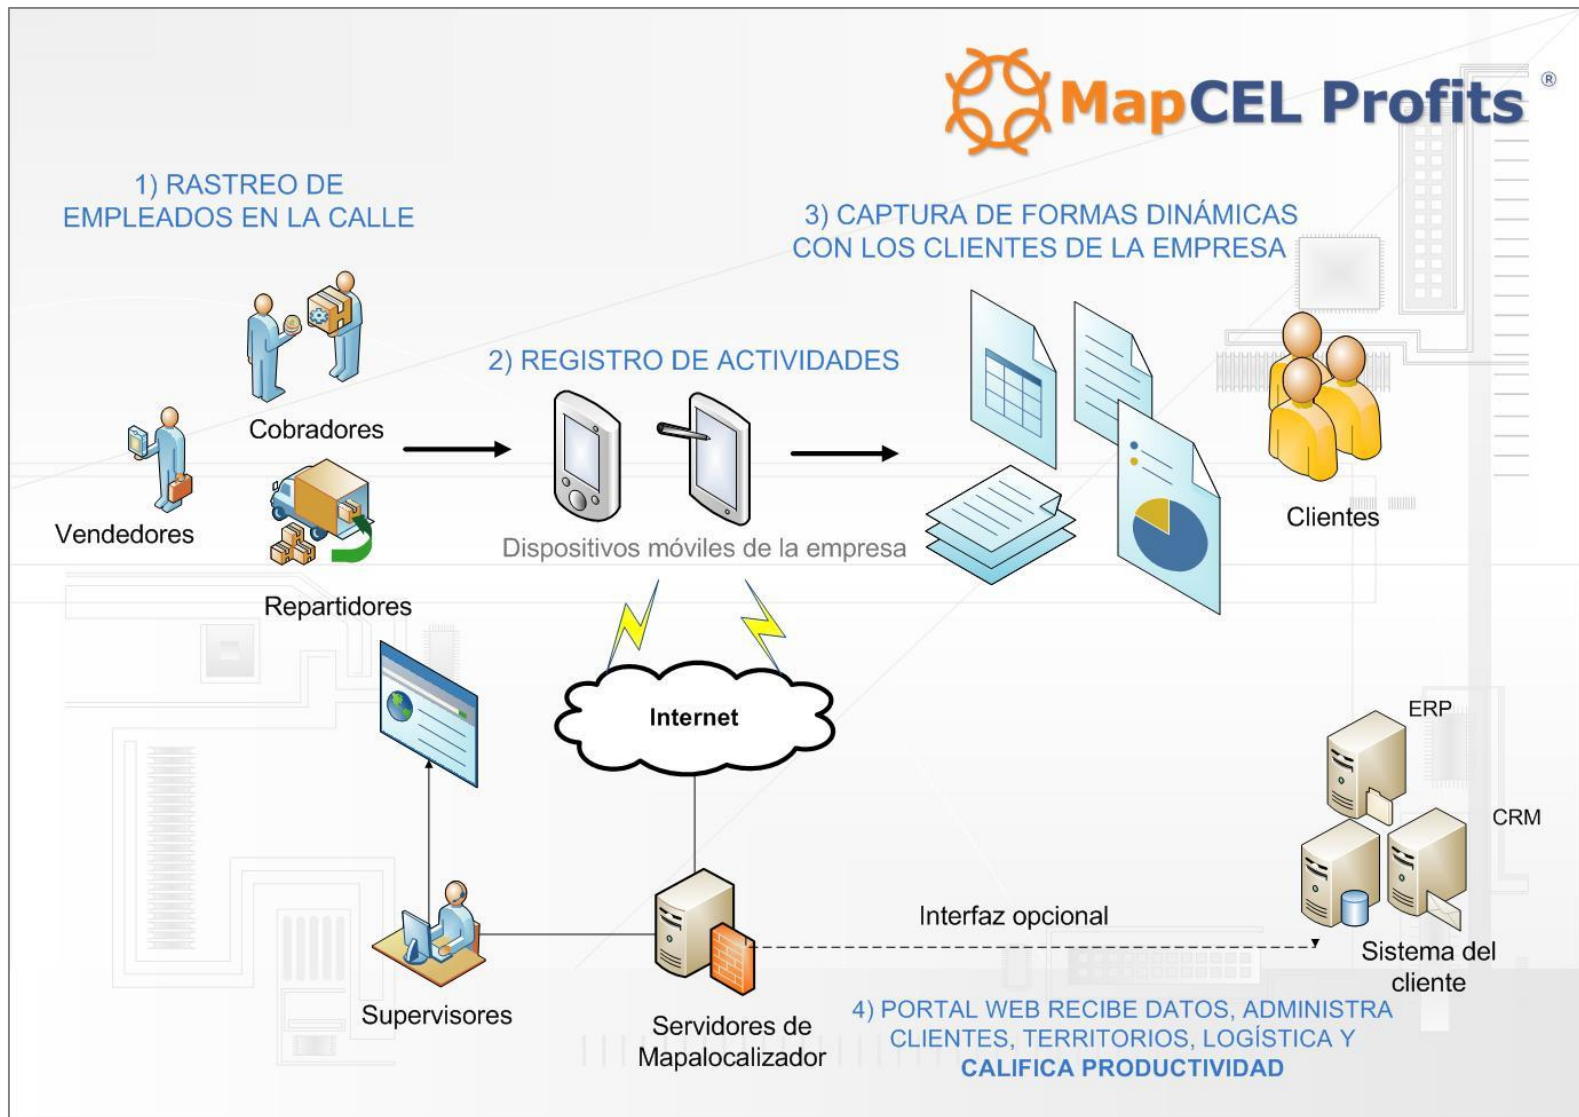 MapCEL Profits ®
1) RASTREO DE
EMPLEADOS EN LA CALLE
3) CAPTURA DE FORMAS DINÁMICAS
CON LOS CLIENTES DE LA EMPRESA
2) REGISTRO DE ACTIVIDADES
Cobradores
Vendedores
Clientes
Dispositivos móviles de la empresa
Repartidores
Internet
ERP
CRM
Interfaz opcional
Sistema del
cliente
Supervisores
Servidores de
Mapalocalizador
4) PORTAL WEB RECIBE DATOS, ADMINISTRA
CLIENTES, TERRITORIOS, LOGÍSTICA Y
CALIFICA PRODUCTIVIDAD